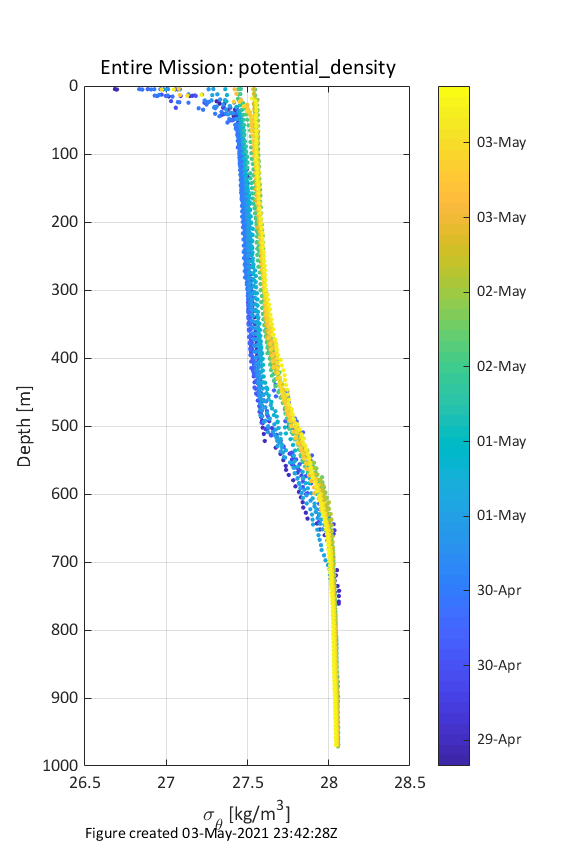 Entire Mission: potential_density
0
100
200
300
400
500
600
700
800
900
1000
Depth [m]
26.5 27 27.5 28 28.5
σθ [kg/m³]
03-May
03-May
02-May
02-May
01-May
01-May
30-Apr
30-Apr
29-Apr
Figure created 03-May-2021 23:42:28Z